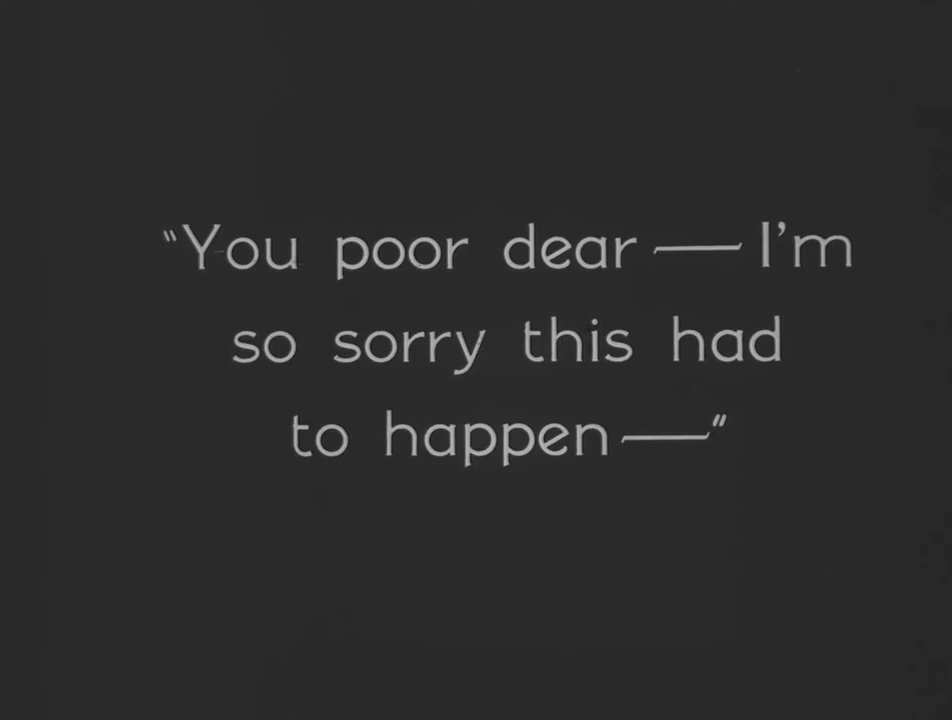 "You poor dear — I'm
so sorry this had
to happen —"